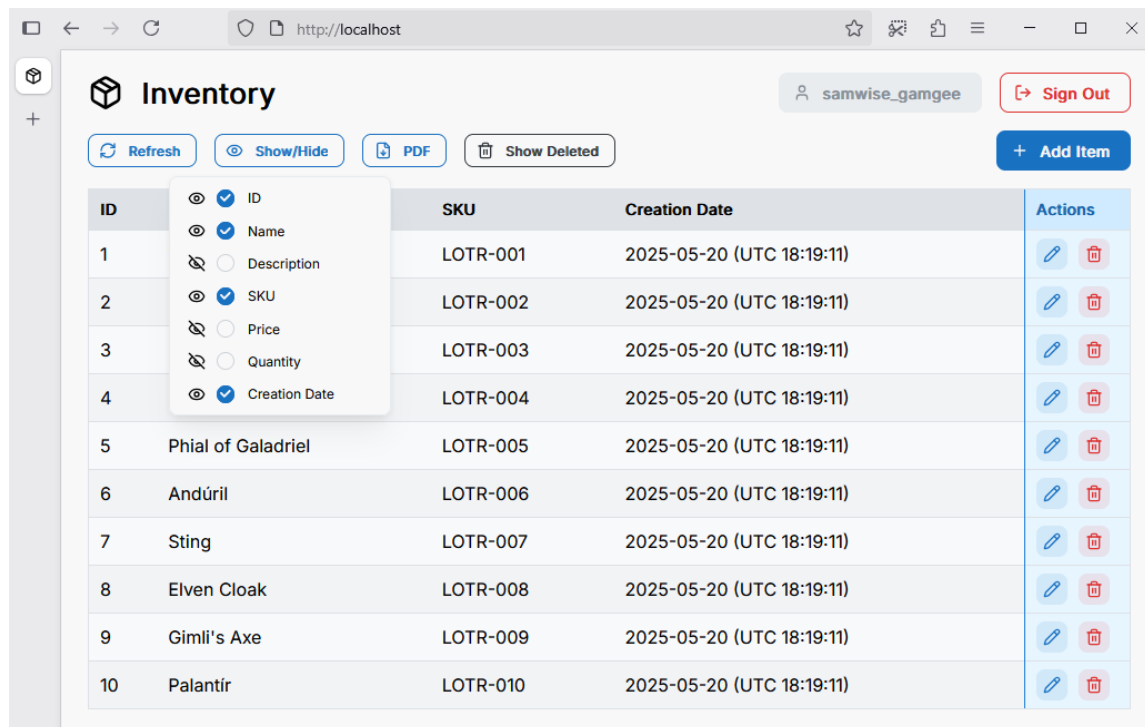 http://localhost
Inventory samwise_gamgee Sign Out
Refresh Show/Hide PDF Show Deleted Add Item
ID SKU Creation Date Actions
ID
Name
Description
SKU
Price
Quantity
Creation Date
1 LOTR-001 2025-05-20 (UTC 18:19:11)
2 LOTR-002 2025-05-20 (UTC 18:19:11)
3 LOTR-003 2025-05-20 (UTC 18:19:11)
4 LOTR-004 2025-05-20 (UTC 18:19:11)
5 Phial of Galadriel LOTR-005 2025-05-20 (UTC 18:19:11)
6 Andúril LOTR-006 2025-05-20 (UTC 18:19:11)
7 Sting LOTR-007 2025-05-20 (UTC 18:19:11)
8 Elven Cloak LOTR-008 2025-05-20 (UTC 18:19:11)
9 Gimli's Axe LOTR-009 2025-05-20 (UTC 18:19:11)
10 Palantír LOTR-010 2025-05-20 (UTC 18:19:11)